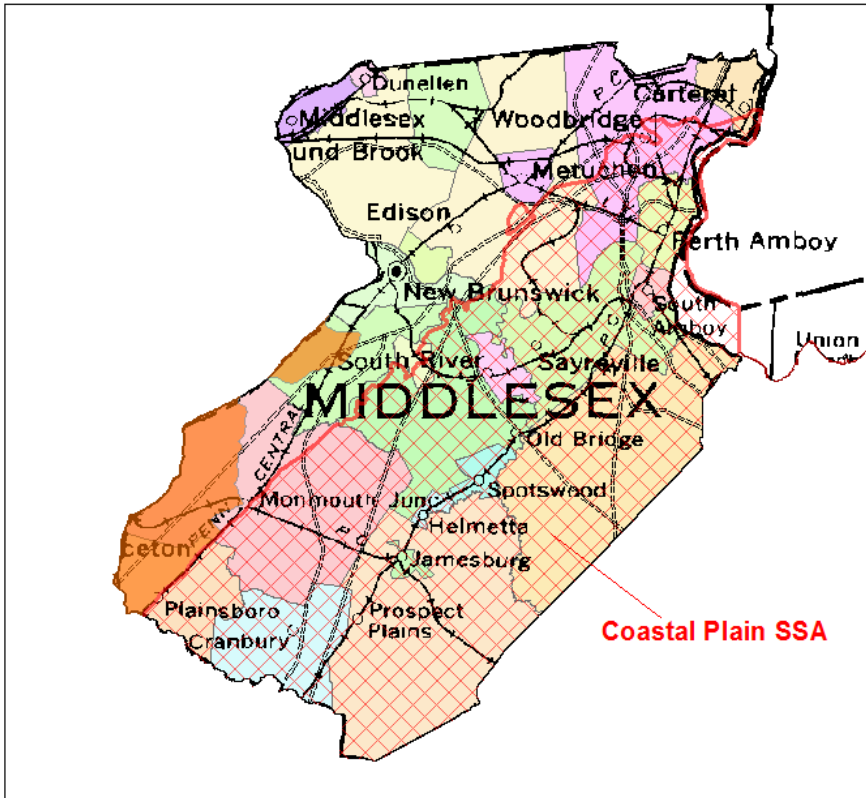 Dunellen
Carteret
Middlesex
Woodbridge
und Brook
Metuchen
Edison
Perth Amboy
New Brunswick
South
Amboy
Union
South River
Sayreville
MIDDLESEX
PENN CENTRAL
Old Bridge
Monmouth Junc
Spotswood
Helmetta
ceton
Jamesburg
Plainsboro
Prospect
Plains
Cranbury
Coastal Plain SSA